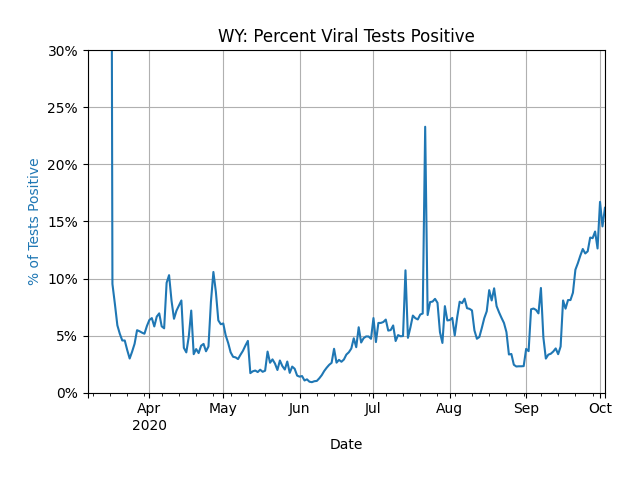 WY: Percent Viral Tests Positive
30%
25%
20%
15%
10%
5%
0%
% of Tests Positive
Apr May Jun Jul Aug Sep Oct
2020
Date